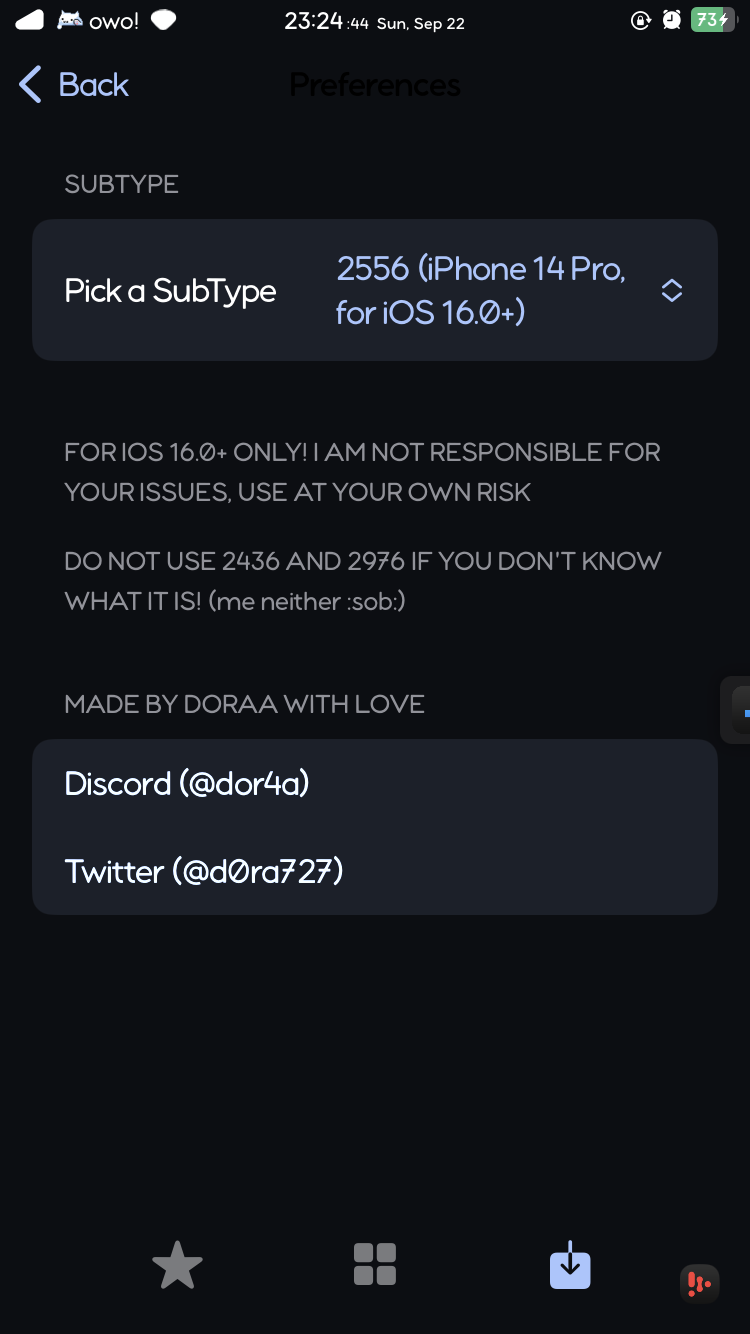 owo! 23:24:44 Sun, Sep 22 73
Back Preferences
SUBTYPE
Pick a SubType
2556 (iPhone 14 Pro,
for iOS 16.0+)
FOR IOS 16.0+ ONLY! I AM NOT RESPONSIBLE FOR
YOUR ISSUES, USE AT YOUR OWN RISK
DO NOT USE 2436 AND 2976 IF YOU DON'T KNOW
WHAT IT IS! (me neither :sob:)
MADE BY DORAA WITH LOVE
Discord (@dor4a)
Twitter (@d0ra727)